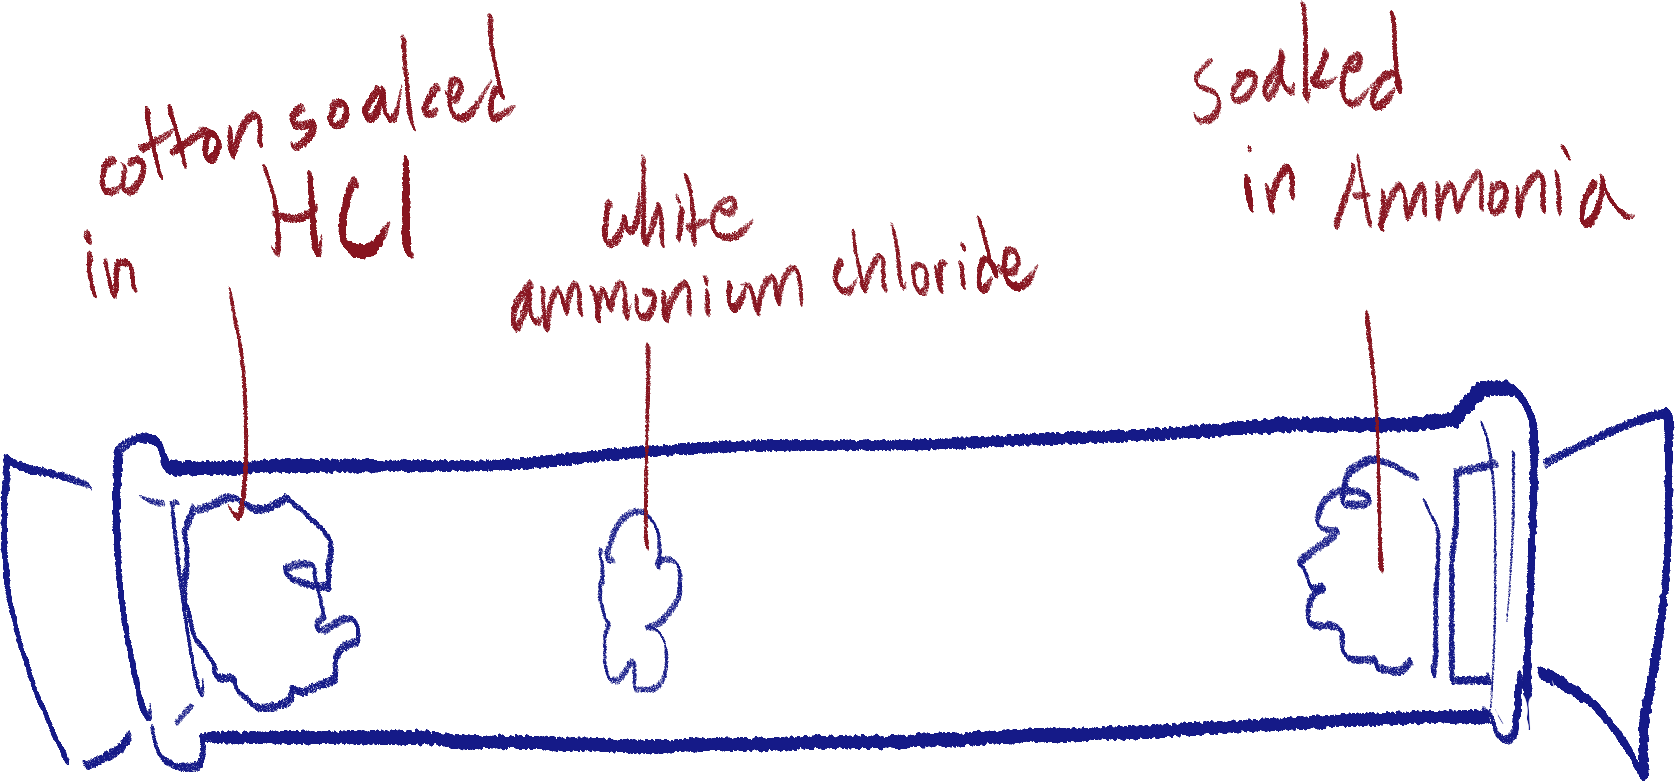 cotton soaked
in HCl
white
ammonium chloride
soaked
in Ammonia